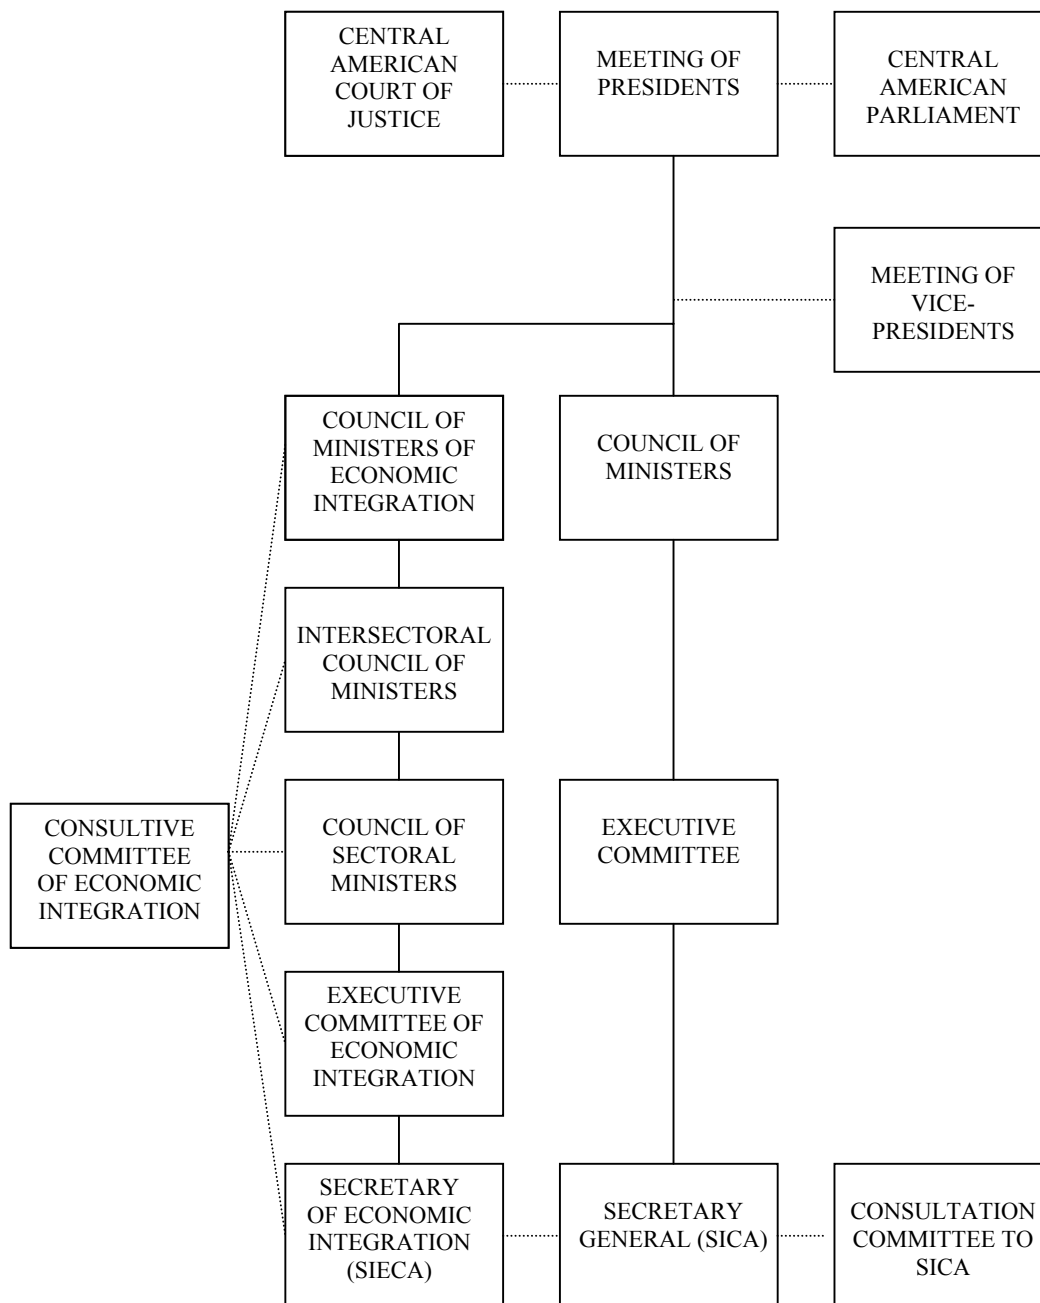 CENTRAL
AMERICAN
COURT OF
JUSTICE
MEETING OF
PRESIDENTS
CENTRAL
AMERICAN
PARLIAMENT
MEETING OF
VICE-
PRESIDENTS
COUNCIL OF
MINISTERS OF
ECONOMIC
INTEGRATION
COUNCIL OF
MINISTERS
INTERSECTORAL
COUNCIL OF
MINISTERS
CONSULTIVE
COMMITTEE
OF ECONOMIC
INTEGRATION
COUNCIL OF
SECTORAL
MINISTERS
EXECUTIVE
COMMITTEE
EXECUTIVE
COMMITTEE OF
ECONOMIC
INTEGRATION
SECRETARY
OF ECONOMIC
INTEGRATION
(SIECA)
SECRETARY
GENERAL (SICA)
CONSULTATION
COMMITTEE TO
SICA